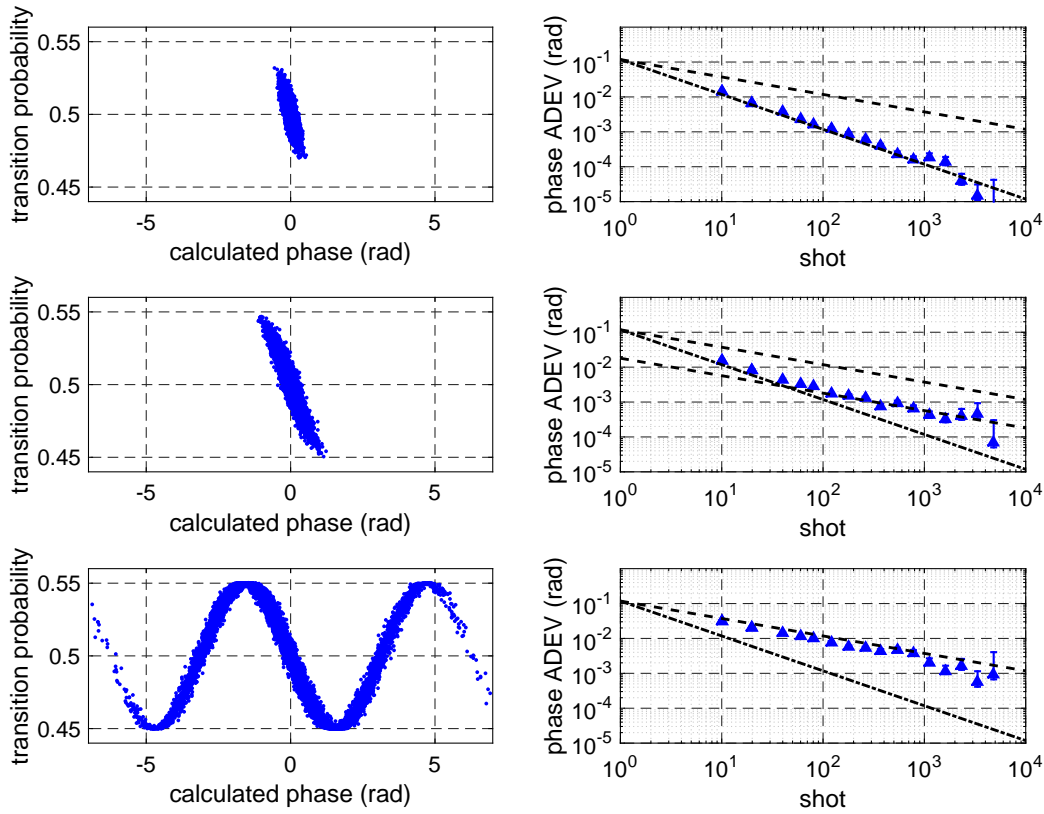 transition probability
0.55
0.5
0.45
-5 0 5
calculated phase (rad)
phase ADEV (rad)
10^-1
10^-2
10^-3
10^-4
10^-5
10^0 10^1 10^2 10^3 10^4
shot
transition probability
0.55
0.5
0.45
-5 0 5
calculated phase (rad)
phase ADEV (rad)
10^-1
10^-2
10^-3
10^-4
10^-5
10^0 10^1 10^2 10^3 10^4
shot
transition probability
0.55
0.5
0.45
-5 0 5
calculated phase (rad)
phase ADEV (rad)
10^-1
10^-2
10^-3
10^-4
10^-5
10^0 10^1 10^2 10^3 10^4
shot